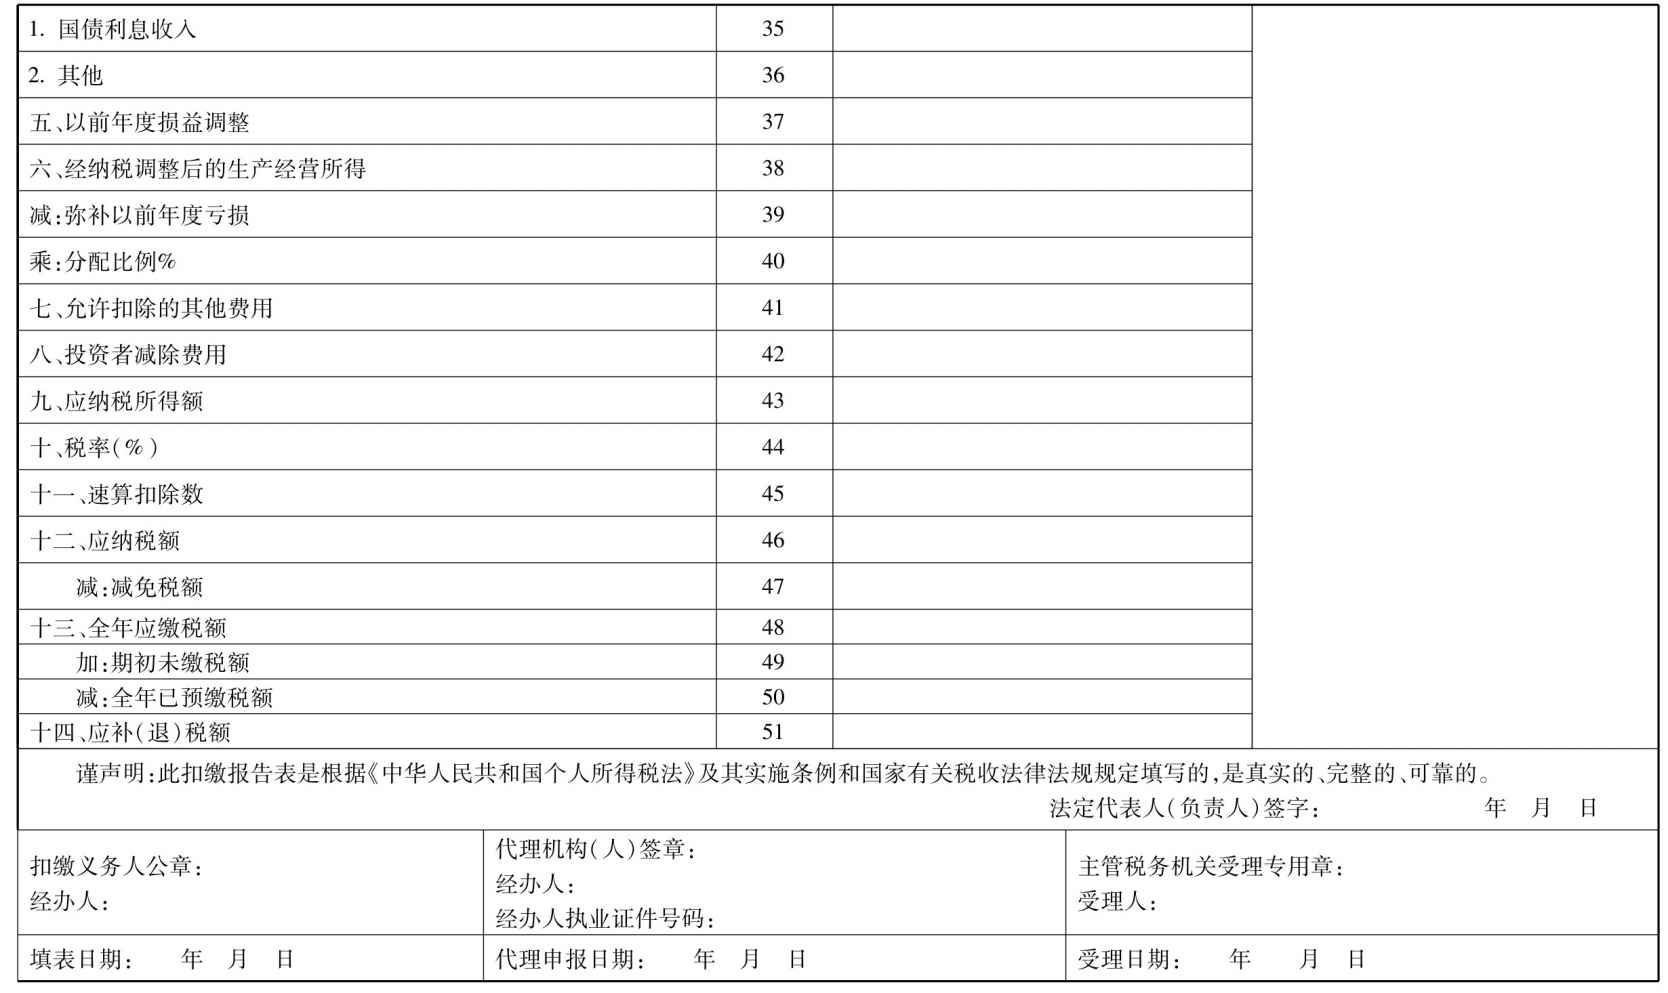 1. 国债利息收入 35
2. 其他 36
五、以前年度损益调整 37
六、经纳税调整后的生产经营所得 38
减:弥补以前年度亏损 39
乘:分配比例% 40
七、允许扣除的其他费用 41
八、投资者减除费用 42
九、应纳税所得额 43
十、税率(%) 44
十一、速算扣除数 45
十二、应纳税额 46
减:减免税额 47
十三、全年应缴税额 48
加:期初未缴税额 49
减:全年已预缴税额 50
十四、应补(退)税额 51
谨声明:此扣缴报告表是根据《中华人民共和国个人所得税法》及其实施条例和国家有关税收法律法规规定填写的,是真实的、完整的、可靠的。
法定代表人(负责人)签字: 年 月 日
扣缴义务人公章:
经办人:
代理机构(人)签章:
经办人:
经办人执业证件号码:
主管税务机关受理专用章:
受理人:
填表日期: 年 月 日
代理申报日期: 年 月 日
受理日期: 年 月 日